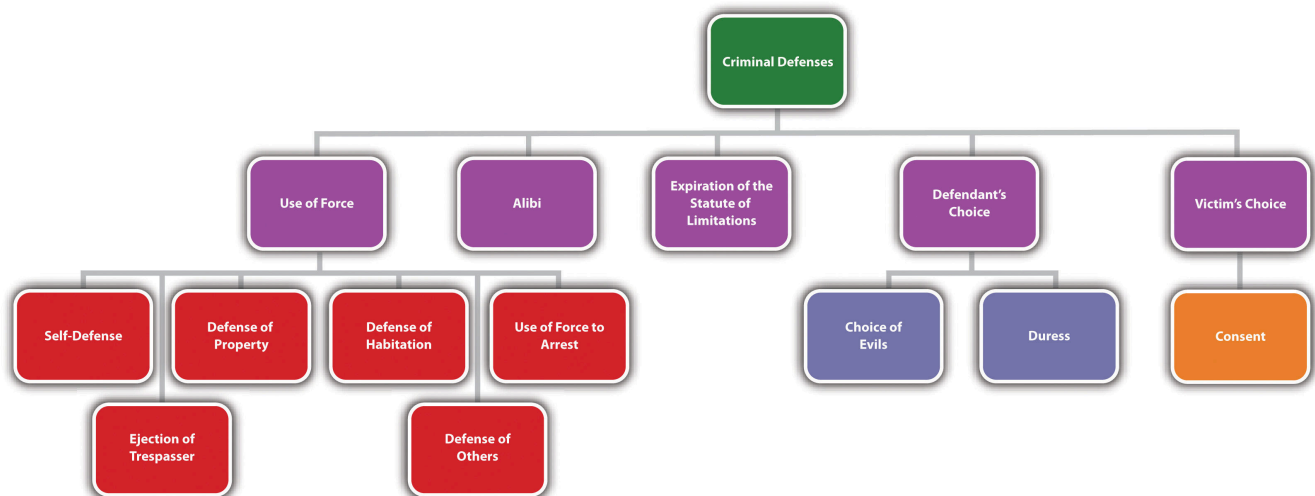 Criminal Defenses
Use of Force
Alibi
Expiration of the
Statute of
Limitations
Defendant’s
Choice
Victim’s Choice
Self-Defense
Defense of
Property
Defense of
Habitation
Use of Force to
Arrest
Choice of
Evils
Duress
Consent
Ejection of
Trespasser
Defense of
Others